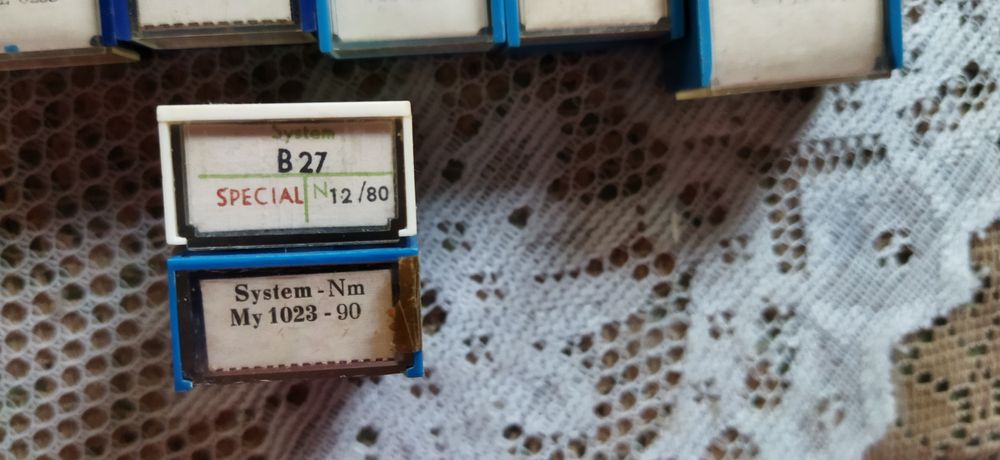 System
B 27
SPECIAL N 12/80
System - Nm
My 1023 - 90